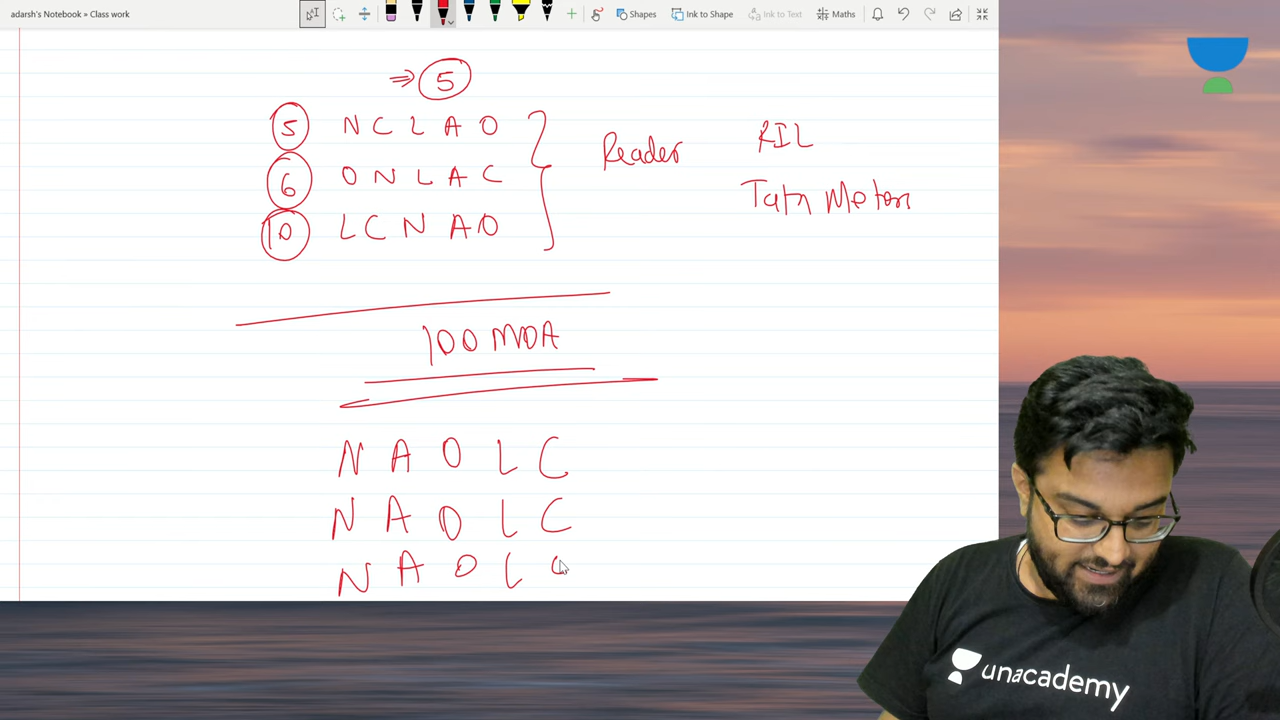 adarsh's Notebook » Class work
Shapes
Ink to Shape
Ink to Text
Maths
⇒ 5
5 N C L A O
6 O N L A C
10 L C N A O
Reader
RIL
Tata Motors
100 MDA
N A O L C
N A O L C
N A O L C
unacademy